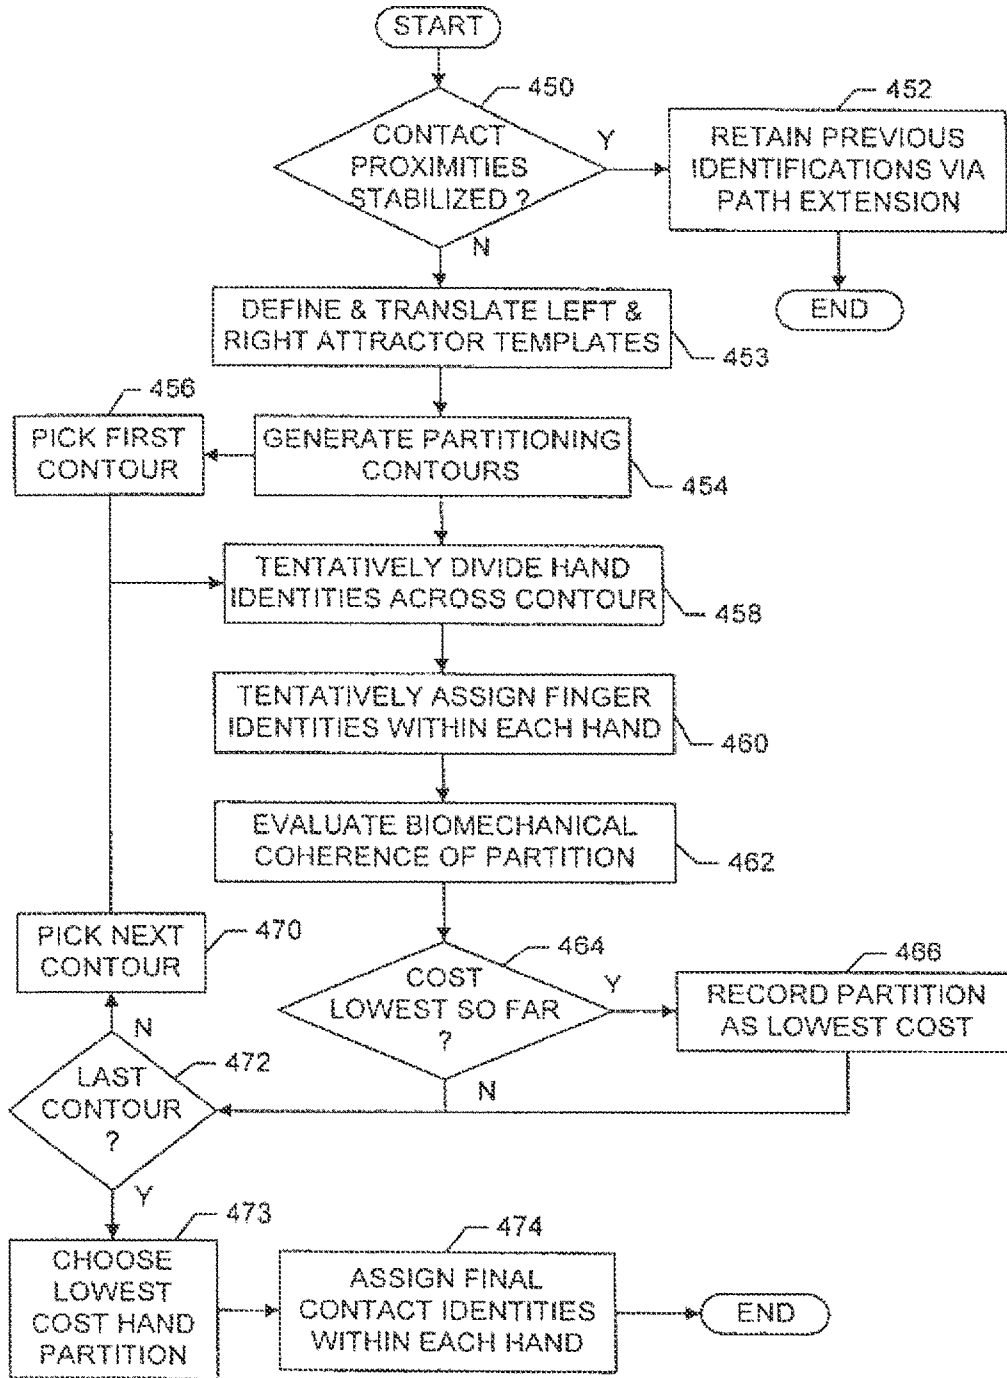 START
450
CONTACT
PROXIMITIES
STABILIZED ?
Y
N
452
RETAIN PREVIOUS
IDENTIFICATIONS VIA
PATH EXTENSION
END
DEFINE & TRANSLATE LEFT &
RIGHT ATTRACTOR TEMPLATES
453
456
PICK FIRST
CONTOUR
GENERATE PARTITIONING
CONTOURS
454
TENTATIVELY DIVIDE HAND
IDENTITIES ACROSS CONTOUR
458
TENTATIVELY ASSIGN FINGER
IDENTITIES WITHIN EACH HAND
460
EVALUATE BIOMECHANICAL
COHERENCE OF PARTITION
462
PICK NEXT
CONTOUR
470
464
COST
LOWEST SO FAR
?
Y
N
466
RECORD PARTITION
AS LOWEST COST
N
472
LAST
CONTOUR
?
Y
473
CHOOSE
LOWEST
COST HAND
PARTITION
474
ASSIGN FINAL
CONTACT IDENTITIES
WITHIN EACH HAND
END